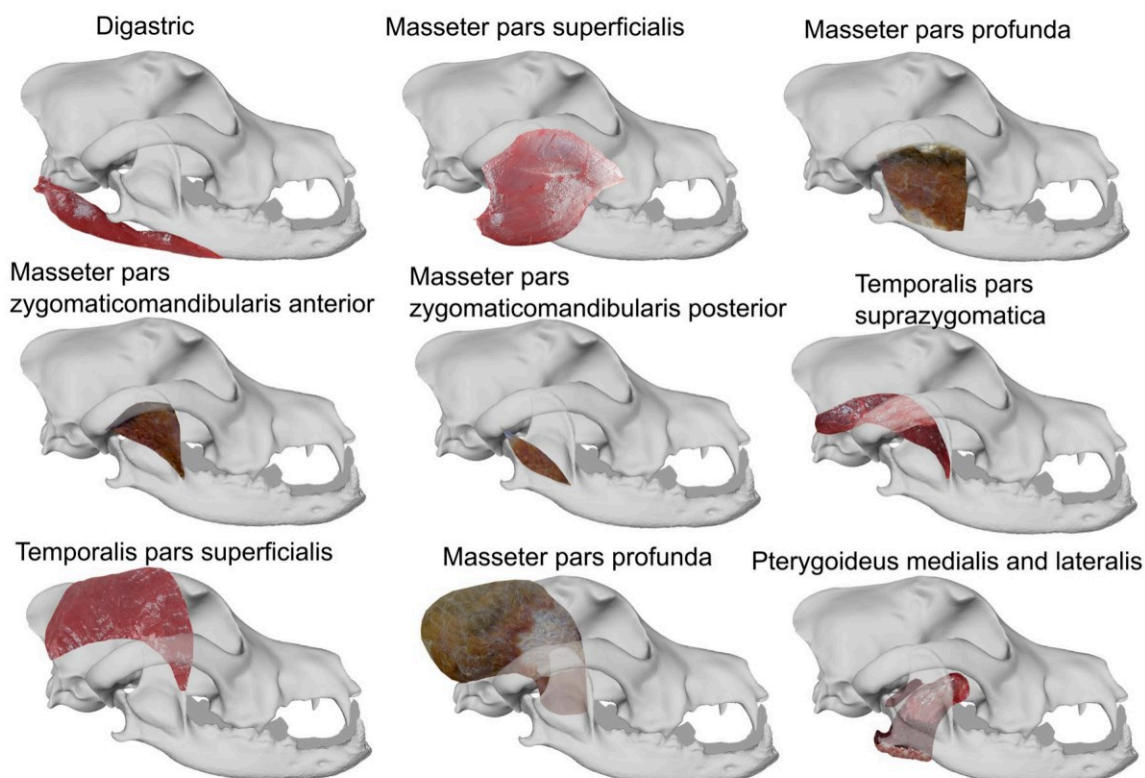 Digastric
Masseter pars superficialis
Masseter pars profunda
Masseter pars
zygomaticomandibularis anterior
Masseter pars
zygomaticomandibularis posterior
Temporalis pars
suprazygomatica
Temporalis pars superficialis
Masseter pars profunda
Pterygoideus medialis and lateralis